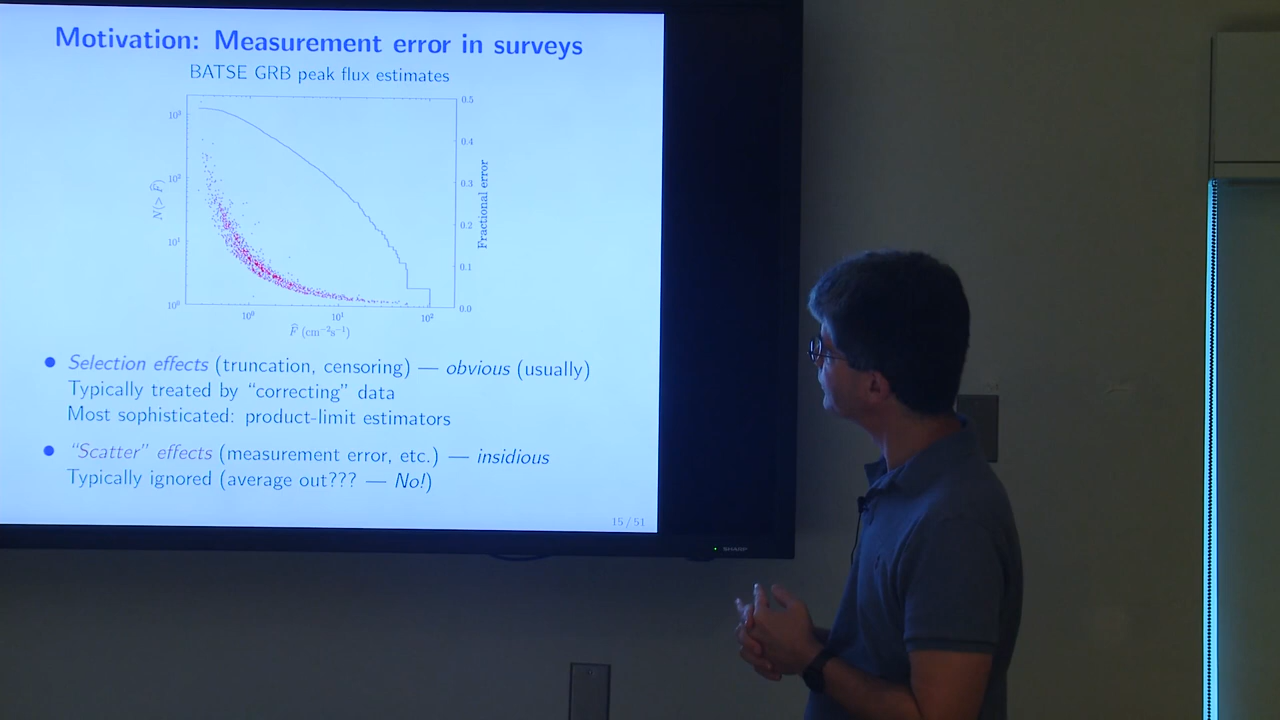 Motivation: Measurement error in surveys
BATSE GRB peak flux estimates
10³
10²
10¹
10⁰
N(> F̂)
0.5
0.4
0.3
0.2
0.1
0.0
Fractional error
10⁰ 10¹ 10²
F̂ (cm⁻²s⁻¹)
● Selection effects (truncation, censoring) — obvious (usually)
Typically treated by “correcting” data
Most sophisticated: product-limit estimators
● “Scatter” effects (measurement error, etc.) — insidious
Typically ignored (average out??? — No!)
15 / 51
SHARP